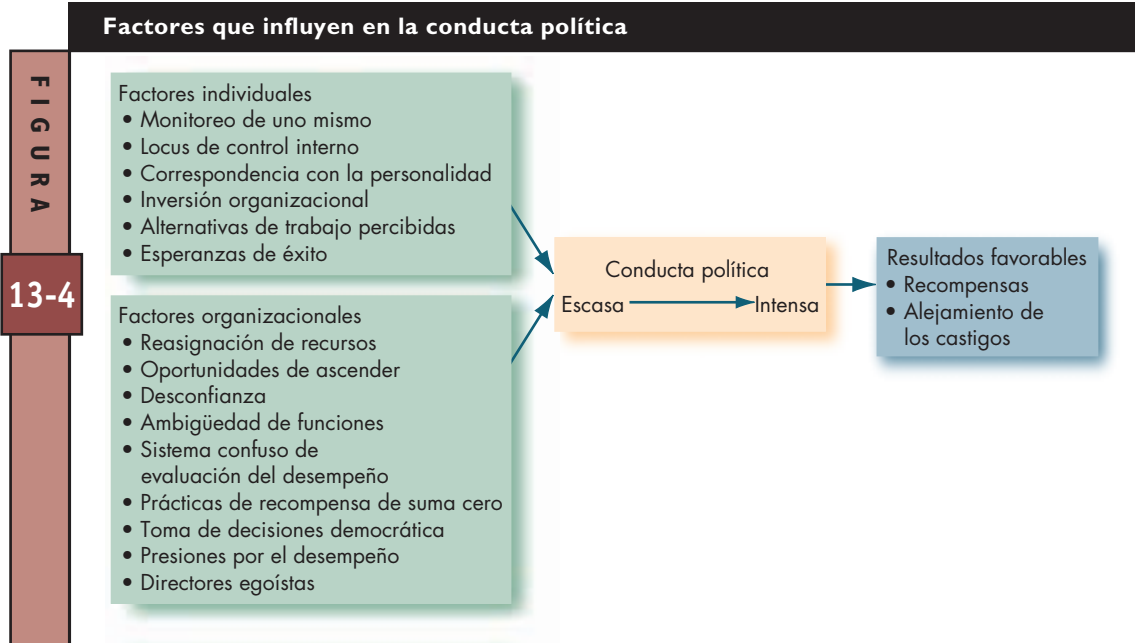 Factores que influyen en la conducta política
FIGURA
13-4
Factores individuales
• Monitoreo de uno mismo
• Locus de control interno
• Correspondencia con la personalidad
• Inversión organizacional
• Alternativas de trabajo percibidas
• Esperanzas de éxito
Factores organizacionales
• Reasignación de recursos
• Oportunidades de ascender
• Desconfianza
• Ambigüedad de funciones
• Sistema confuso de
evaluación del desempeño
• Prácticas de recompensa de suma cero
• Toma de decisiones democrática
• Presiones por el desempeño
• Directores egoístas
Conducta política
Escasa Intensa
Resultados favorables
• Recompensas
• Alejamiento de
los castigos